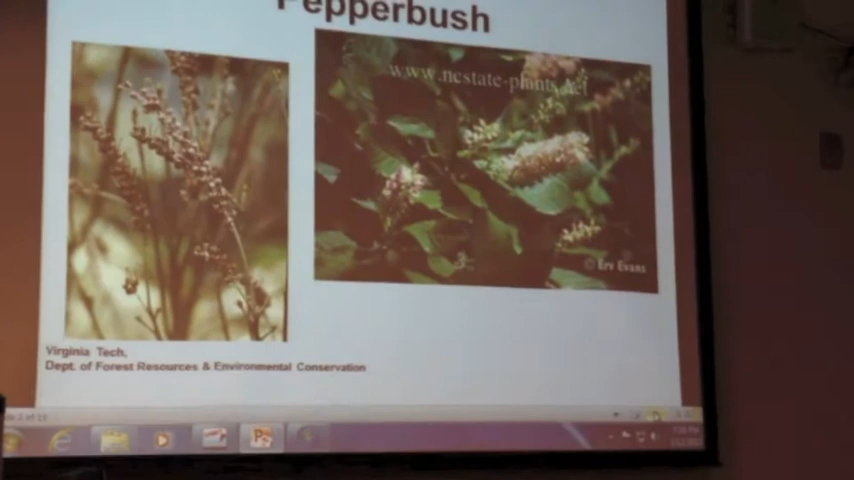 Pepperbush
www.ncstate-plants.net
© Erv Evans
Virginia Tech,
Dept. of Forest Resources & Environmental Conservation